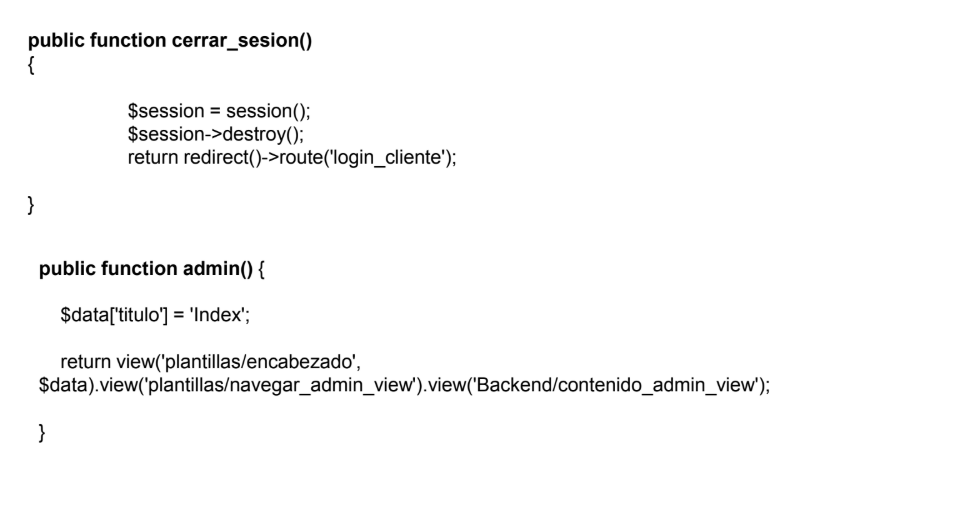 public function cerrar_sesion()
{
$session = session();
$session->destroy();
return redirect()->route('login_cliente');
}
public function admin() {
$data['titulo'] = 'Index';
return view('plantillas/encabezado',
$data).view('plantillas/navegar_admin_view').view('Backend/contenido_admin_view');
}